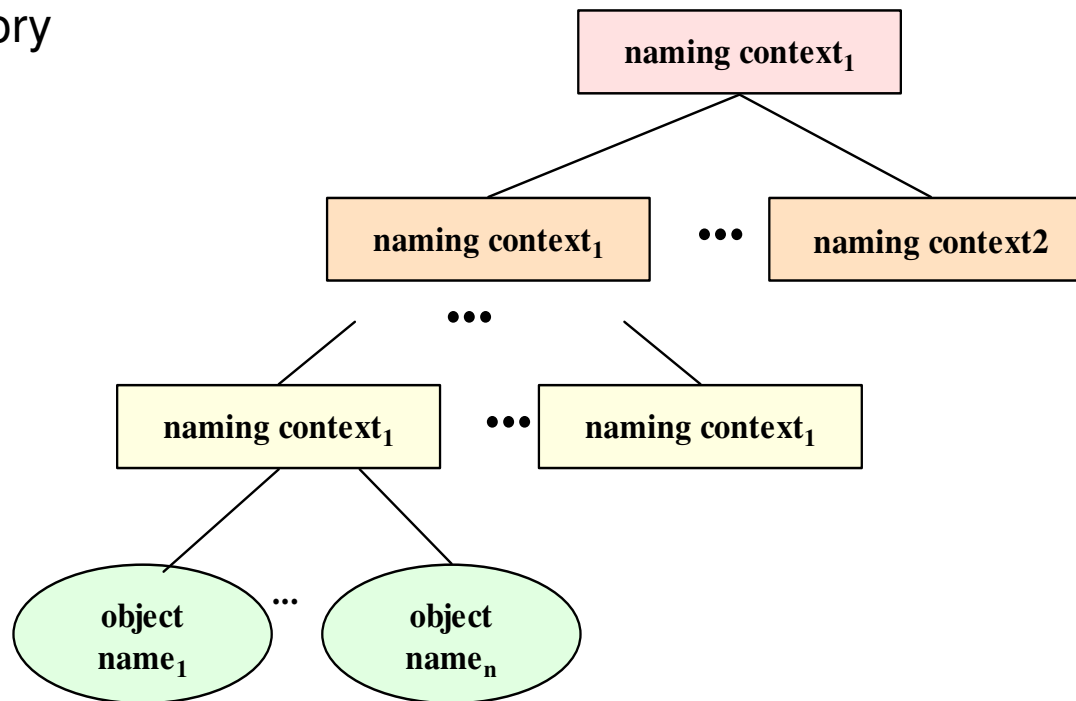 ory
naming context₁
naming context₁ ••• naming context2
•••
naming context₁ ••• naming context₁
object ... object
name₁ nameₙ